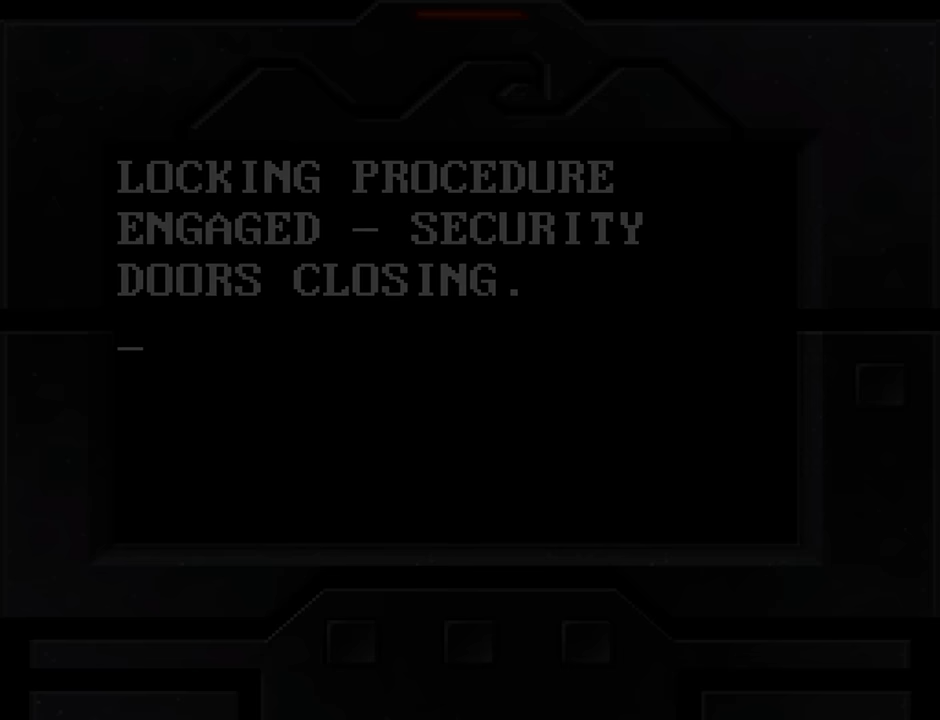 LOCKING PROCEDURE
ENGAGED — SECURITY
DOORS CLOSING.
_